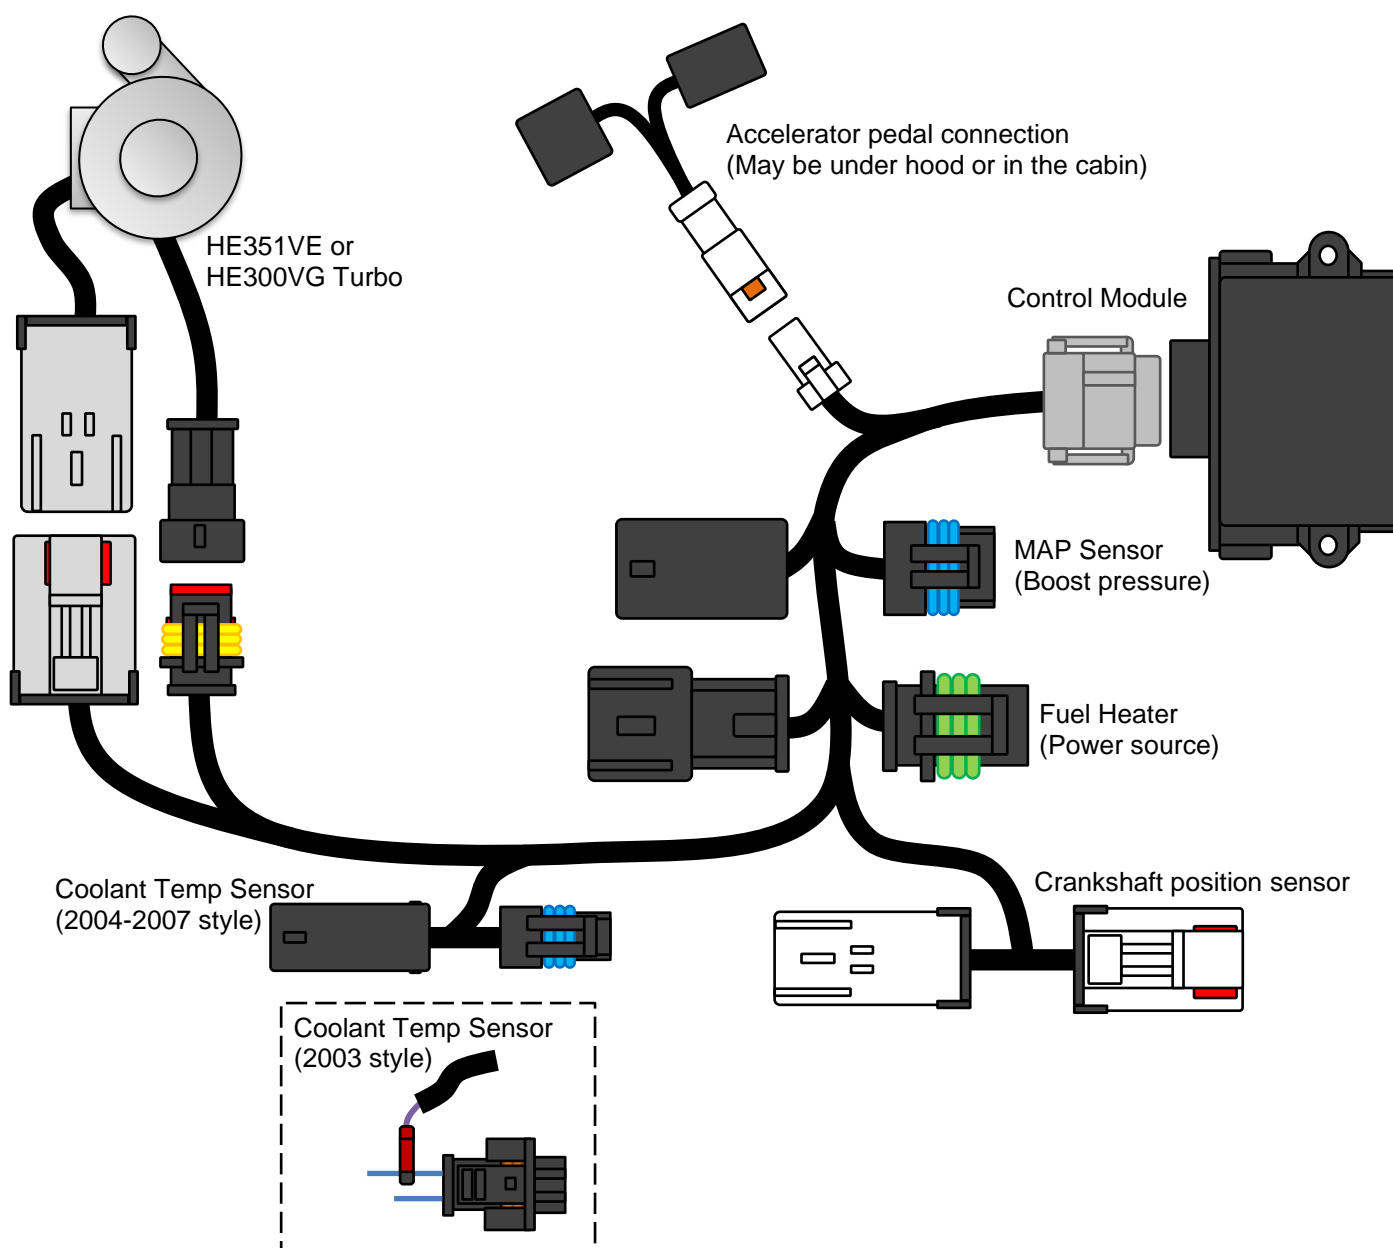 Accelerator pedal connection
(May be under hood or in the cabin)
HE351VE or
HE300VG Turbo
Control Module
MAP Sensor
(Boost pressure)
Fuel Heater
(Power source)
Coolant Temp Sensor
(2004-2007 style)
Crankshaft position sensor
Coolant Temp Sensor
(2003 style)